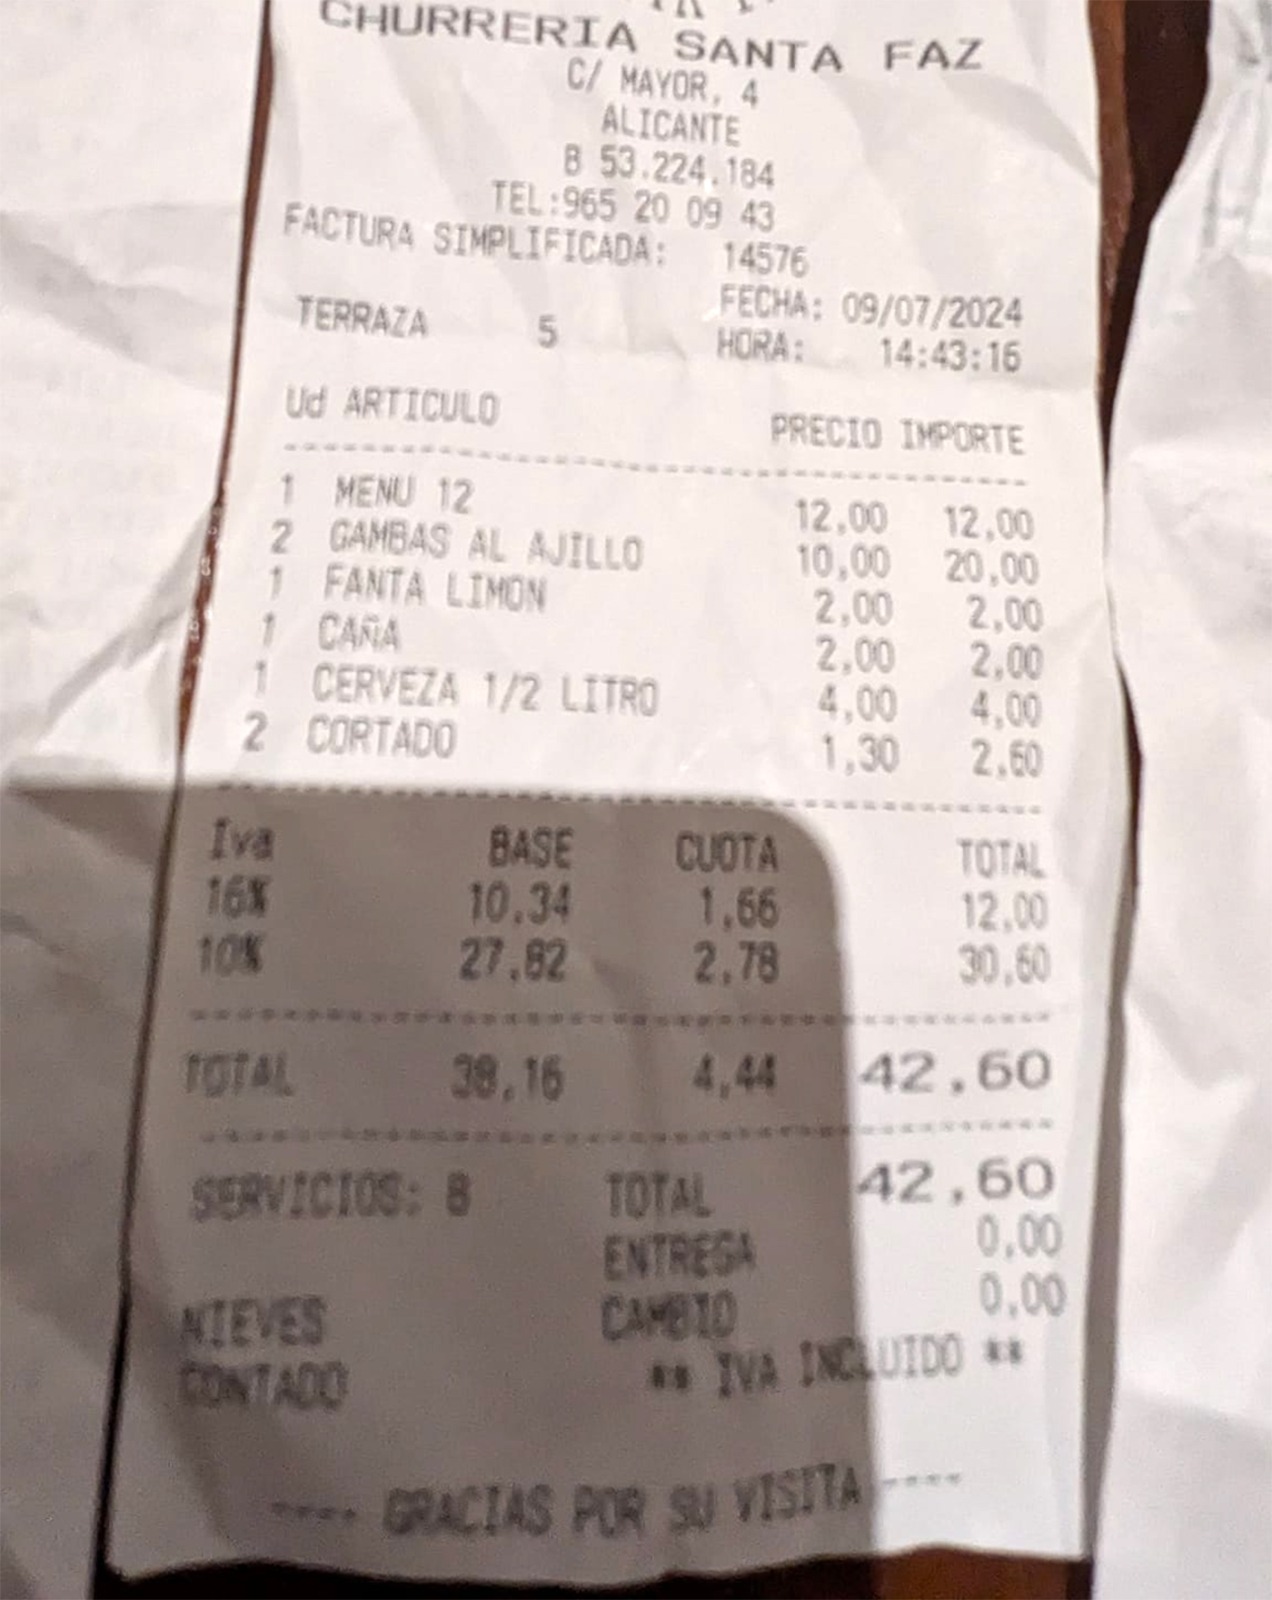 CHURRERIA SANTA FAZ
C/ MAYOR, 4
ALICANTE
B 53.224.184
TEL:965 20 09 43
FACTURA SIMPLIFICADA: 14576
FECHA: 09/07/2024
TERRAZA 5 HORA: 14:43:16
Ud ARTICULO PRECIO IMPORTE
1 MENU 12 12,00 12,00
2 GAMBAS AL AJILLO 10,00 20,00
1 FANTA LIMON 2,00 2,00
1 CAÑA 2,00 2,00
1 CERVEZA 1/2 LITRO 4,00 4,00
2 CORTADO 1,30 2,60
Iva BASE CUOTA TOTAL
16% 10,34 1,66 12,00
10% 27,82 2,78 30,60
TOTAL 38,16 4,44 42,60
SERVICIOS: 8 TOTAL 42,60
ENTREGA 0,00
NIEVES CAMBIO 0,00
CONTADO ** IVA INCLUIDO **
---- GRACIAS POR SU VISITA ----